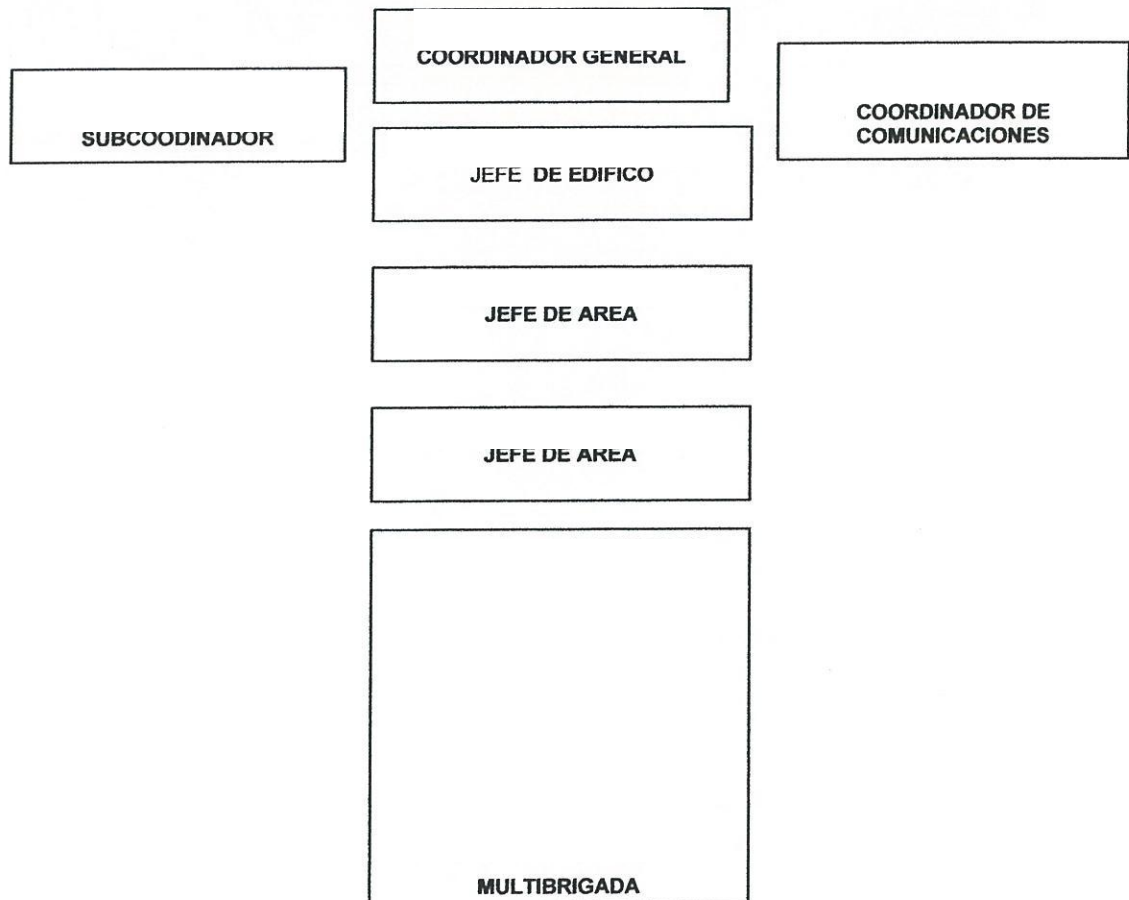 COORDINADOR GENERAL
SUBCOODINADOR
COORDINADOR DE
COMUNICACIONES
JEFE DE EDIFICO
JEFE DE AREA
JEFE DE AREA
MULTIBRIGADA